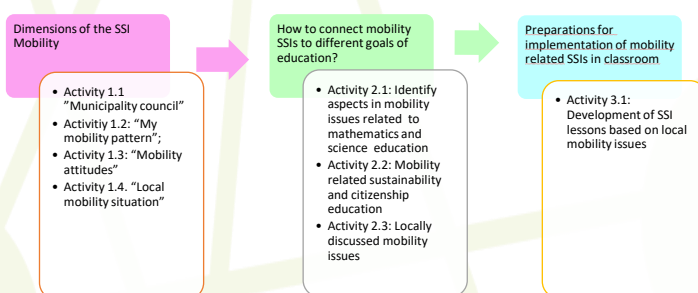 Dimensions of the SSI
Mobility
• Activity 1.1
”Municipality council”
• Activitiy 1.2: “My
mobility pattern”;
• Activity 1.3: “Mobility
attitudes”
• Activity 1.4. “Local
mobility situation”
How to connect mobility
SSIs to different goals of
education?
• Activity 2.1: Identify
aspects in mobility
issues related to
mathematics and
science education
• Activity 2.2: Mobility
related sustainability
and citizenship
education
• Activity 2.3: Locally
discussed mobility
issues
Preparations for
implementation of mobility
related SSIs in classroom
• Activity 3.1:
Development of SSI
lessons based on local
mobility issues